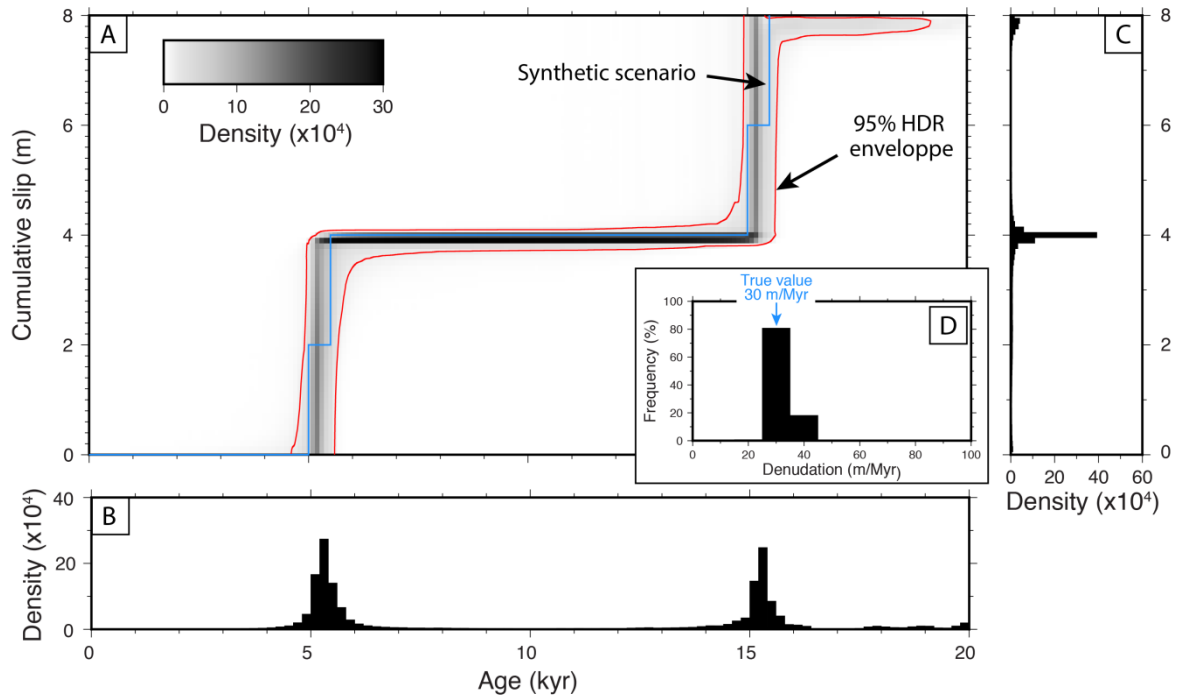 A
0
10
20
30
Density (x10⁴)
Synthetic scenario
95% HDR
enveloppe
Cumulative slip (m)
8
6
4
2
0
C
8
6
4
2
0
0 20 40 60
Density (x10⁴)
True value
30 m/Myr
D
Frequency (%)
100
80
60
40
20
0
0 20 40 60 80 100
Denudation (m/Myr)
B
Density (x10⁴)
40
20
0
0 5 10 15 20
Age (kyr)